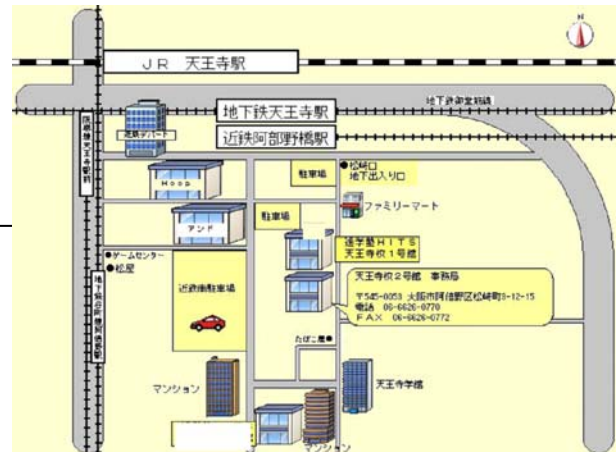 N
JR 天王寺駅
地下鉄天王寺駅
地下鉄御堂筋線
近鉄阿部野橋駅
近鉄デパート
Hoop
駐車場
●松崎口
地下出入り口
ファミリーマート
アンド
駐車場
進学塾HITS
天王寺校1号館
●ゲームセンター
●松屋
近鉄南駐車場
天王寺校2号館 事務局
〒545-0053 大阪市阿倍野区松崎町3-12-15
電話 06-6626-0770
FAX 06-6626-0772
たばこ屋●
マンション
天王寺学館
マンション